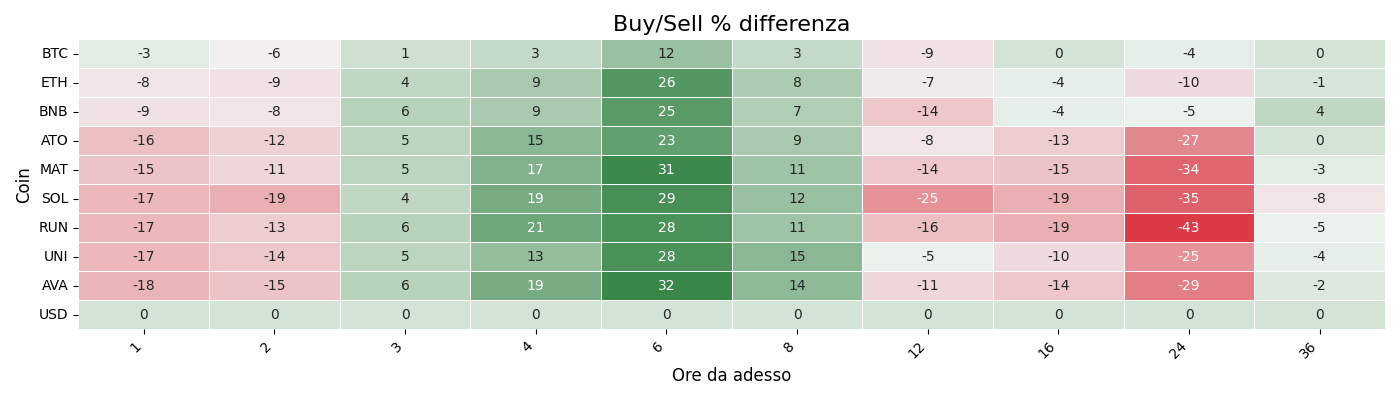 Buy/Sell % differenza
Coin
BTC -3 -6 1 3 12 3 -9 0 -4 0
ETH -8 -9 4 9 26 8 -7 -4 -10 -1
BNB -9 -8 6 9 25 7 -14 -4 -5 4
ATO -16 -12 5 15 23 9 -8 -13 -27 0
MAT -15 -11 5 17 31 11 -14 -15 -34 -3
SOL -17 -19 4 19 29 12 -25 -19 -35 -8
RUN -17 -13 6 21 28 11 -16 -19 -43 -5
UNI -17 -14 5 13 28 15 -5 -10 -25 -4
AVA -18 -15 6 19 32 14 -11 -14 -29 -2
USD 0 0 0 0 0 0 0 0 0 0
1 2 3 4 6 8 12 16 24 36
Ore da adesso